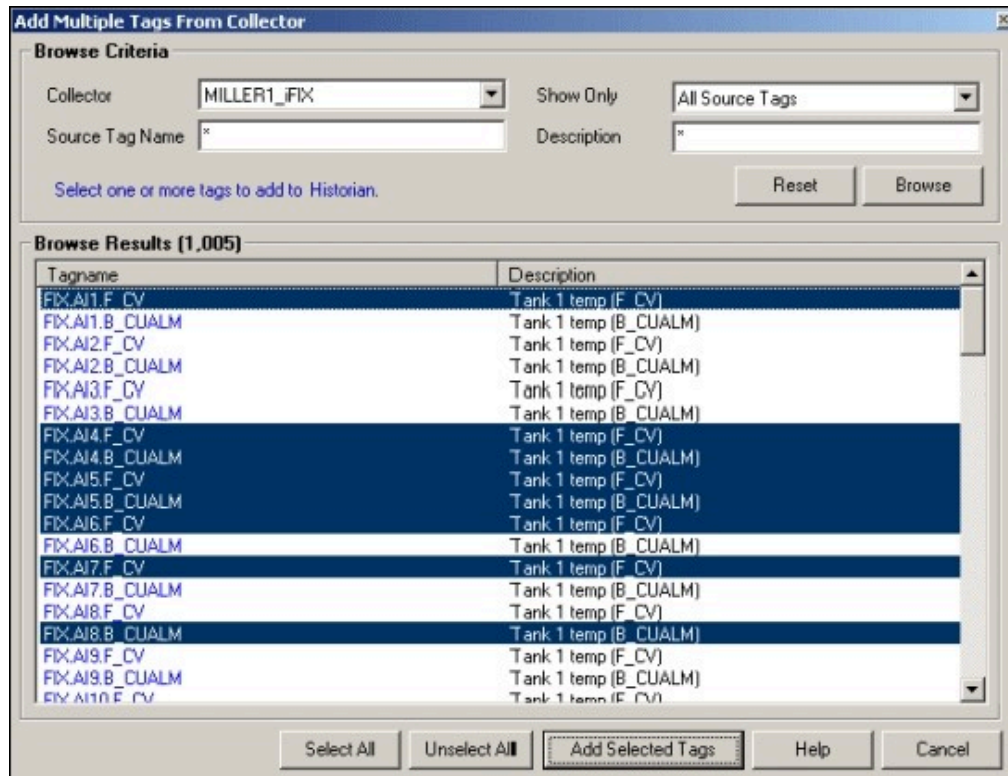 Add Multiple Tags From Collector
Browse Criteria
Collector MILLER1_iFIX Show Only All Source Tags
Source Tag Name * Description *
Select one or more tags to add to Historian. Reset Browse
Browse Results (1,005)
Tagname Description
FIX.AI1.F_CV Tank 1 temp (F_CV)
FIX.AI1.B_CUALM Tank 1 temp (B_CUALM)
FIX.AI2.F_CV Tank 1 temp (F_CV)
FIX.AI2.B_CUALM Tank 1 temp (B_CUALM)
FIX.AI3.F_CV Tank 1 temp (F_CV)
FIX.AI3.B_CUALM Tank 1 temp (B_CUALM)
FIX.AI4.F_CV Tank 1 temp (F_CV)
FIX.AI4.B_CUALM Tank 1 temp (B_CUALM)
FIX.AI5.F_CV Tank 1 temp (F_CV)
FIX.AI5.B_CUALM Tank 1 temp (B_CUALM)
FIX.AI6.F_CV Tank 1 temp (F_CV)
FIX.AI6.B_CUALM Tank 1 temp (B_CUALM)
FIX.AI7.F_CV Tank 1 temp (F_CV)
FIX.AI7.B_CUALM Tank 1 temp (B_CUALM)
FIX.AI8.F_CV Tank 1 temp (F_CV)
FIX.AI8.B_CUALM Tank 1 temp (B_CUALM)
FIX.AI9.F_CV Tank 1 temp (F_CV)
FIX.AI9.B_CUALM Tank 1 temp (B_CUALM)
FIX.AI10.F_CV Tank 1 temp (F_CV)
Select All Unselect All Add Selected Tags Help Cancel